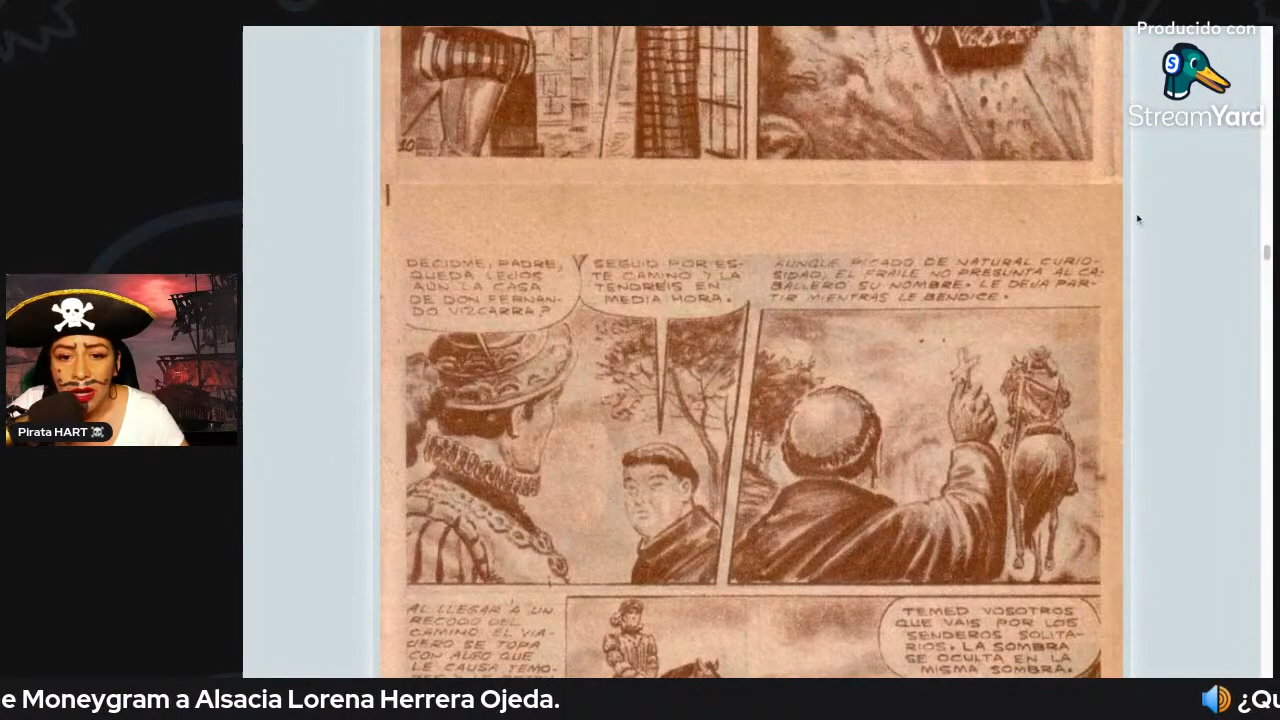 Producido con
StreamYard
10
DECIDME, PADRE,
QUEDA LEJOS
AUN LA CASA
DE DON FERNAN-
DO VIZCARRA?
SEGUID POR ES-
TE CAMINO Y LA
TENDREIS EN
MEDIA HORA.
AUNQUE PICADO DE NATURAL CURIO-
SIDAD, EL FRAILE NO PREGUNTA AL CA-
BALLERO SU NOMBRE. LE DEJA PAR-
TIR MIENTRAS LE BENDICE.
Pirata HART
AL LLEGAR A UN
RECODO DEL
CAMINO EL VIA-
JERO SE TOPA
CON ALGO QUE
LE CAUSA TEMO-
TEMED VOSOTROS
QUE VAIS POR LOS
SENDEROS SOLITA-
RIOS. LA SOMBRA
SE OCULTA EN LA
MISMA SOMBRA.
e Moneygram a Alsacia Lorena Herrera Ojeda.
¿Qu